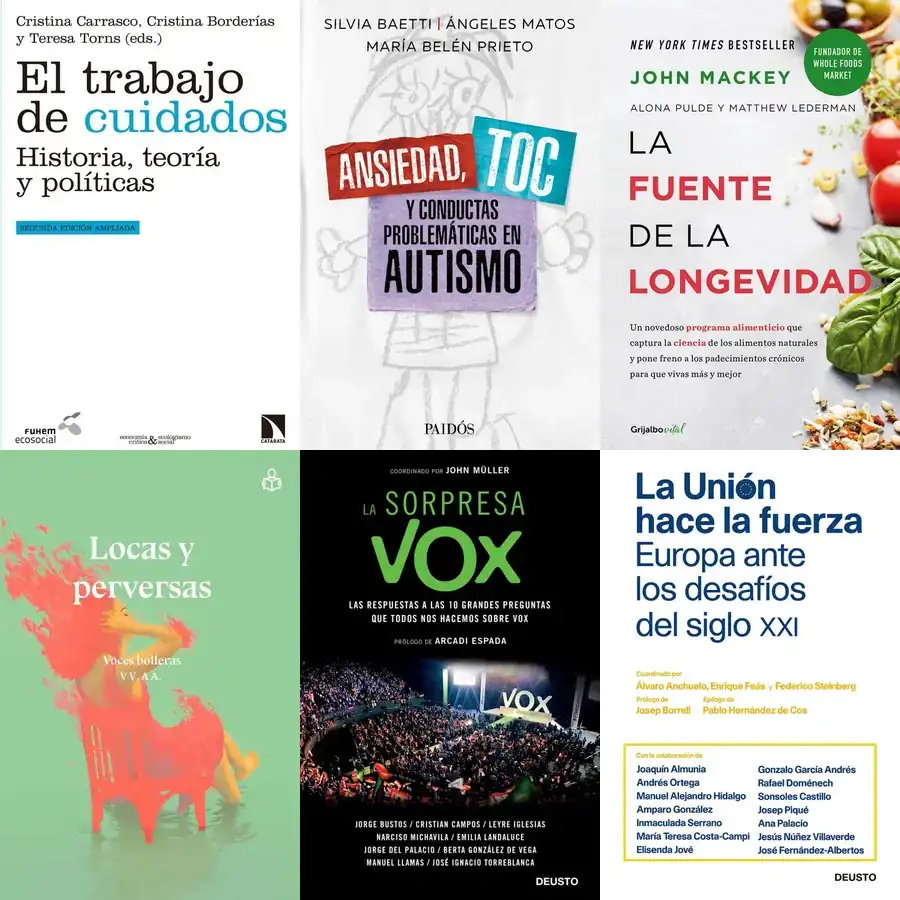 Cristina Carrasco, Cristina Borderías
y Teresa Torns (eds.)
El trabajo
de cuidados
Historia, teoría
y políticas
SEGUNDA EDICIÓN AMPLIADA
FUHEM
ecosocial
economía & ecologismo
crítica & social
CATARATA
SILVIA BAETTI | ÁNGELES MATOS
MARÍA BELÉN PRIETO
ANSIEDAD,
TOC
Y CONDUCTAS
PROBLEMÁTICAS EN
AUTISMO
PAIDÓS
NEW YORK TIMES BESTSELLER
FUNDADOR DE
WHOLE FOODS
MARKET
JOHN MACKEY
ALONA PULDE Y MATTHEW LEDERMAN
LA
FUENTE
DE LA
LONGEVIDAD
Un novedoso programa alimenticio que
captura la ciencia de los alimentos naturales
y pone freno a los padecimientos crónicos
para que vivas más y mejor
Grijalbo vital
Locas y
perversas
Voces bolleras
VV. AA.
COORDINADO POR JOHN MÜLLER
LA SORPRESA
VOX
LAS RESPUESTAS A LAS 10 GRANDES PREGUNTAS
QUE TODOS NOS HACEMOS SOBRE VOX
PRÓLOGO DE ARCADI ESPADA
VOX
JORGE BUSTOS / CRISTIAN CAMPOS / LEYRE IGLESIAS
NARCISO MICHAVILA / EMILIA LANDALUCE
JORGE DEL PALACIO / BERTA GONZÁLEZ DE VEGA
MANUEL LLAMAS / JOSÉ IGNACIO TORREBLANCA
DEUSTO
La Unión
hace la fuerza
Europa ante
los desafíos
del siglo XXI
Coordinado por
Álvaro Anchuelo, Enrique Feás y Federico Steinberg
Prólogo de
Josep Borrell
Epílogo de
Pablo Hernández de Cos
Con la colaboración de
Joaquín Almunia
Andrés Ortega
Manuel Alejandro Hidalgo
Amparo González
Inmaculada Serrano
María Teresa Costa-Campi
Elisenda Jové
Gonzalo García Andrés
Rafael Doménech
Sonsoles Castillo
Josep Piqué
Ana Palacio
Jesús Núñez Villaverde
José Fernández-Albertos
DEUSTO